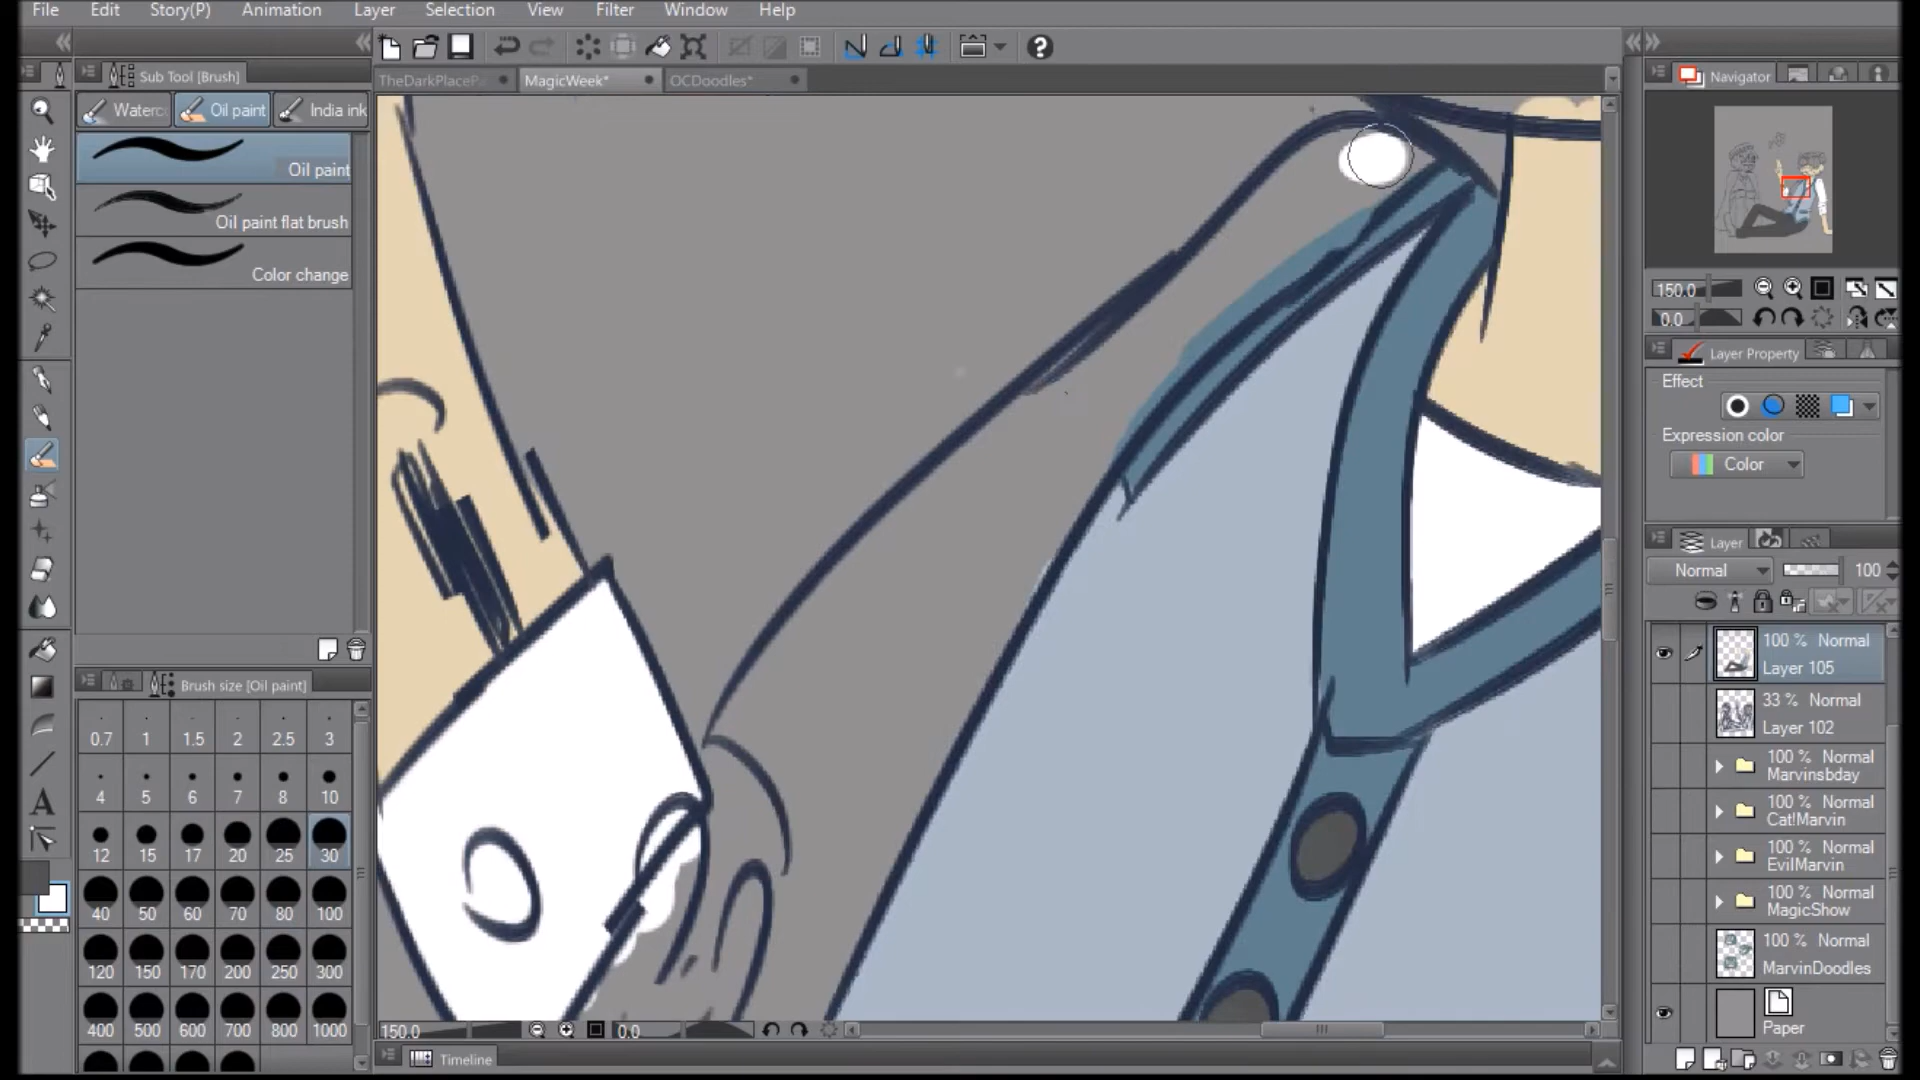 File Edit Story(P) Animation Layer Selection View Filter Window Help
Sub Tool [Brush]
Navigator
TheDarkPlaceP
MagicWeek*
OCDoodles*
Waterc
Oil paint
India ink
Oil paint
Oil paint flat brush
Color change
150.0
0.0
Layer Property
Effect
Expression color
Color
Layer
Normal 100
100 % Normal
Layer 105
33 % Normal
Layer 102
100 % Normal
Marvinsbday
100 % Normal
Cat!Marvin
100 % Normal
EvilMarvin
100 % Normal
MagicShow
100 % Normal
MarvinDoodles
Paper
Brush size [Oil paint]
0.7 1 1.5 2 2.5 3
4 5 6 7 8 10
12 15 17 20 25 30
40 50 60 70 80 100
120 150 170 200 250 300
400 500 600 700 800 1000
150.0 0.0
Timeline